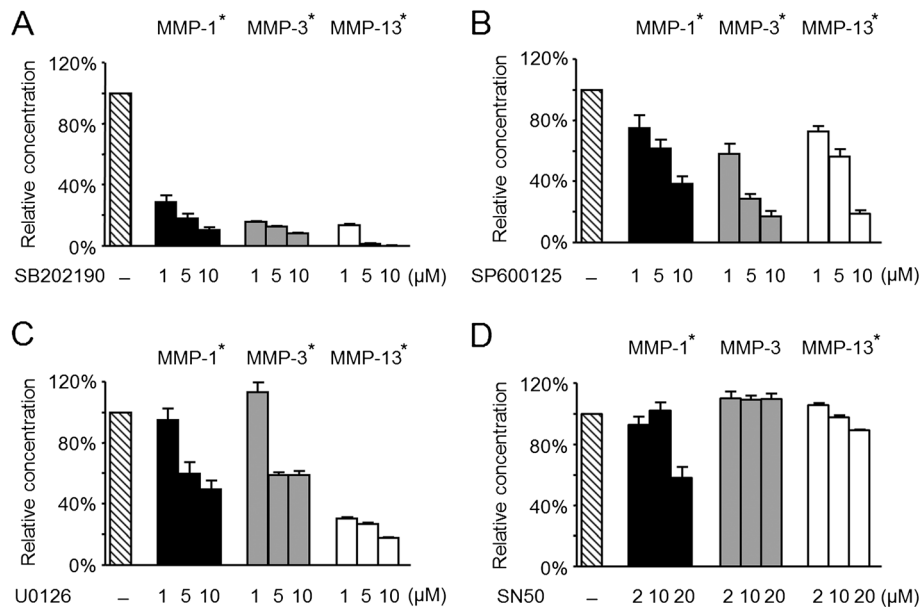 A
MMP-1* MMP-3* MMP-13*
Relative concentration
120%
80%
40%
0%
SB202190 – 1 5 10 1 5 10 1 5 10 (μM)
B
MMP-1* MMP-3* MMP-13*
Relative concentration
120%
80%
40%
0%
SP600125 – 1 5 10 1 5 10 1 5 10 (μM)
C
MMP-1* MMP-3* MMP-13*
Relative concentration
120%
80%
40%
0%
U0126 – 1 5 10 1 5 10 1 5 10 (μM)
D
MMP-1* MMP-3 MMP-13*
Relative concentration
120%
80%
40%
0%
SN50 – 2 10 20 2 10 20 2 10 20 (μM)